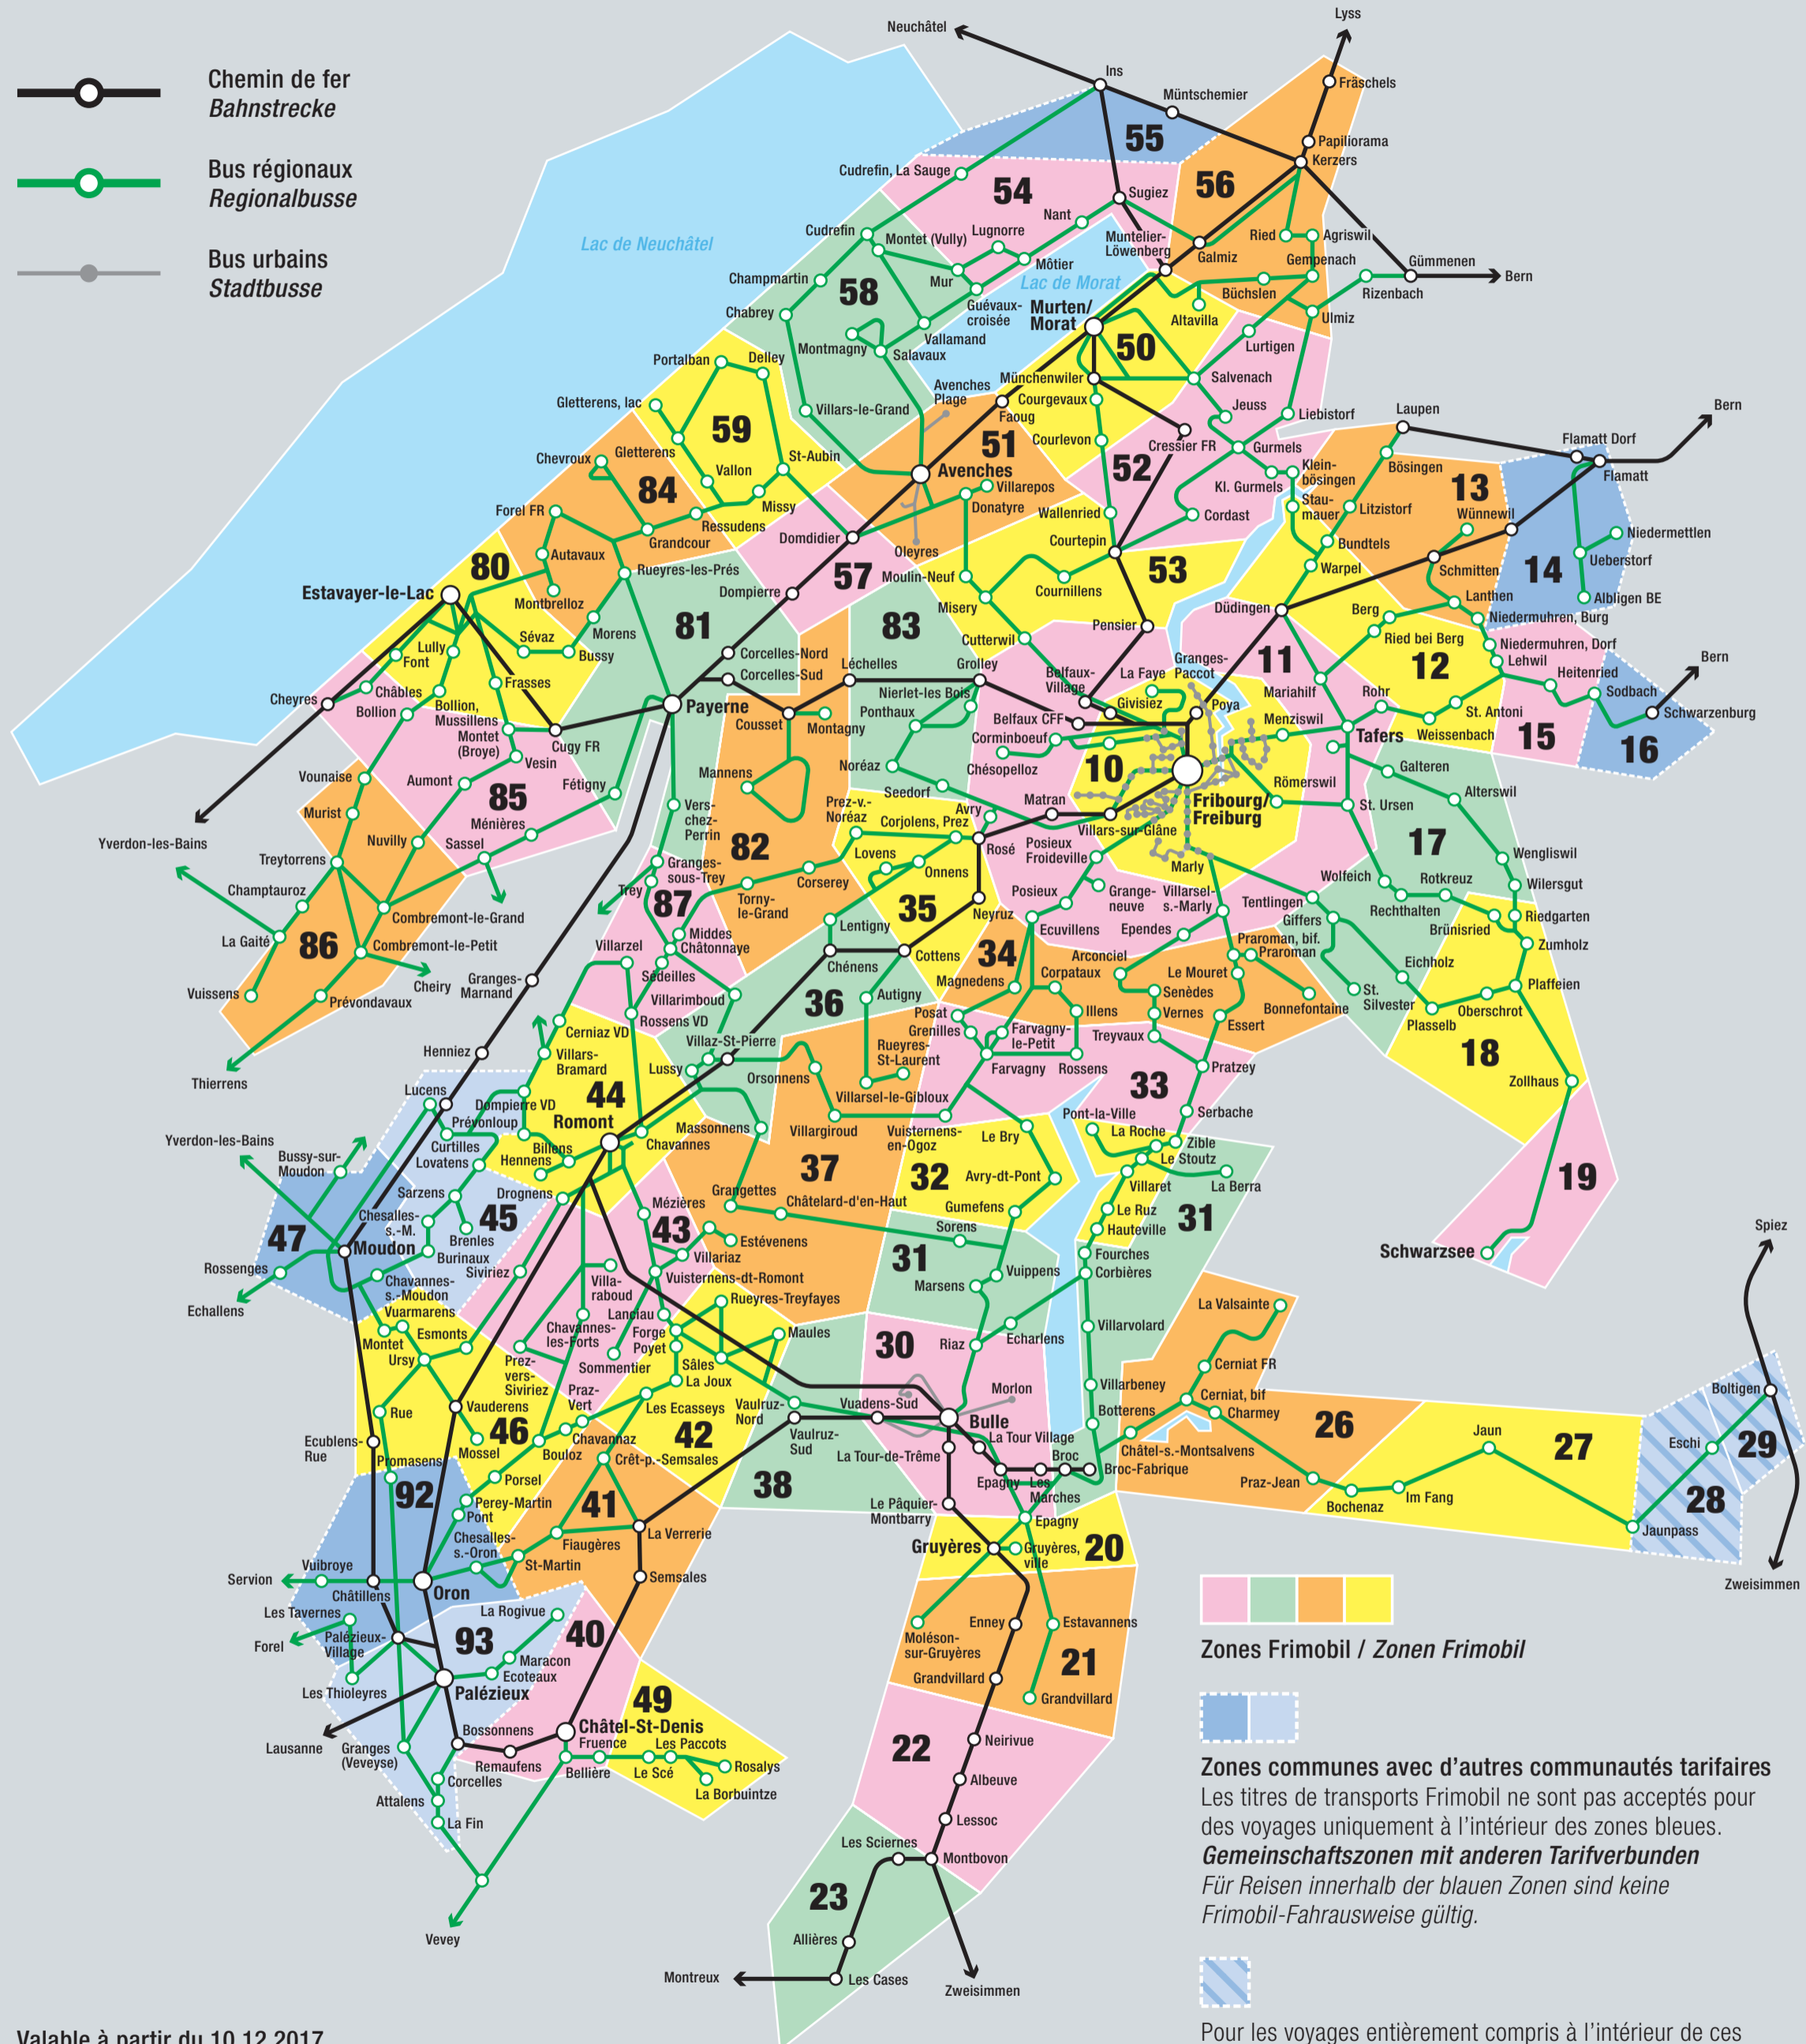 Chemin de fer
Bahnstrecke
Bus régionaux
Regionalbusse
Bus urbains
Stadtbusse
Neuchâtel
Lyss
Ins
Fräschels
Müntschemier
55
Papiliorama
Kerzers
Cudrefin, La Sauge
54
Sugiez
56
Nant
Cudrefin
Montet (Vully)
Lugnorre
Muntelier-
Löwenberg
Ried
Agriswil
Lac de Neuchâtel
Galmiz
Gempenach
Gümmenen
Bern
Môtier
Champmartin
Mur
Lac de Morat
58
Büchslen
Rizenbach
Chabrey
Guévaux-
croisée
Murten/
Morat
Altavilla
Ulmiz
Montmagny
Vallamand
Salavaux
50
Lurtigen
Portalban
Delley
Münchenwiler
Salvenach
Gletterens, lac
Avenches
Plage
Courgevaux
Villars-le-Grand
Faoug
Jeuss
Liebistorf
Laupen
Bern
59
51
Courlevon
Cressier FR
Gurmels
Flamatt Dorf
Flamatt
Chevroux
Gletterens
St-Aubin
Vallon
Avenches
52
Bösingen
84
Villarepos
Kl. Gurmels
Klein-
bösingen
13
Forel FR
Missy
Donatyre
Wallenried
Stau-
mauer
Litzistorf
Wünnewil
Ressudens
Cordast
Niedermettlen
Grandcour
Domdidier
Oleyres
Courtepin
Bundtels
Autavaux
80
Rueyres-les-Prés
57
Moulin-Neuf
53
Warpel
Schmitten
14
Ueberstorf
Estavayer-le-Lac
Montbrelloz
Dompierre
Misery
Cournillens
Düdingen
Lanthen
Albligen BE
Berg
Niedermuhren, Burg
Sévaz
Morens
81
83
Pensier
Lully
Font
Bussy
Cutterwil
Ried bei Berg
Niedermuhren, Dorf
Corcelles-Nord
Léchelles
Grolley
La Faye
Granges-
Paccot
11
12
Lehwil
Bern
Corcelles-Sud
Belfaux-
Village
Heitenried
Cheyres
Châbles
Frasses
Nierlet-les Bois
Mariahilf
Rohr
Sodbach
Bollion
Bollion,
Mussillens
Payerne
Ponthaux
Givisiez
Poya
St. Antoni
Schwarzenburg
Montet
(Broye)
Cousset
Montagny
Belfaux CFF
Menziswil
Tafers
Weissenbach
15
16
Cugy FR
Corminboeuf
Vesin
Chésopelloz
10
Galteren
Vounaise
Aumont
Fétigny
Mannens
Noréaz
Römerswil
85
Seedorf
Alterswil
Murist
Vers-
chez-
Perrin
Prez-v.-
Noréaz
Avry
Matran
Fribourg/
Freiburg
St. Ursen
Ménières
Corjolens, Prez
Villars-sur-Glâne
17
Yverdon-les-Bains
Nuvilly
Sassel
82
Lovens
Rosé
Posieux
Froideville
Wengliswil
Treytorrens
Granges-
sous-Trey
Onnens
Marly
Wolfeich
Rotkreuz
Wilersgut
Champtauroz
Trey
Corserey
Posieux
Grange-
neuve
Villarsel-
s.-Marly
Tentlingen
Rechthalten
87
Torny-
le-Grand
35
Neyruz
Giffers
Riedgarten
Combremont-le-Grand
Lentigny
Ecuvillens
Ependes
Brünisried
La Gaité
86
Combremont-le-Petit
Middes
Châtonnaye
Villarzel
34
Praroman, bif.
Praroman
Zumholz
Chénens
Cottens
Arconciel
Corpataux
Le Mouret
Eichholz
Cheiry
Granges-
Marnand
Sédeilles
Magnedens
Senèdes
St.
Silvester
Plaffeien
Vuissens
Prévondavaux
Villarimboud
36
Autigny
Bonnefontaine
Oberschrot
Rossens VD
Posat
Illens
Vernes
Essert
Plasselb
Cerniaz VD
Grenilles
Farvagny-
le-Petit
Treyvaux
Villaz-St-Pierre
Rueyres-
St-Laurent
18
Henniez
Villars-
Bramard
Lussy
Orsonnens
Farvagny
Rossens
Pratzey
Thierrens
Zollhaus
Lucens
44
Villarsel-le-Gibloux
33
Dompierre VD
Romont
Pont-la-Ville
Serbache
Prévonloup
Massonnens
Villargiroud
Vuisternens-
en-Ogoz
Le Bry
La Roche
Yverdon-les-Bains
Curtilles
Billens
Chavannes
Zible
Bussy-sur-
Moudon
Lovatens
Hennens
37
32
Avry-dt-Pont
Le Stoutz
19
Sarzens
Drognens
Grangettes
Châtelard-d'en-Haut
Villaret
La Berra
Mézières
Gumefens
Le Ruz
31
Chesalles-
s.-M.
45
43
Sorens
Hauteville
Spiez
47
Moudon
Brenles
Estévenens
31
Fourches
Schwarzsee
Burinaux
Villariaz
Rossenges
Siviriez
Villa-
raboud
Vuisternens-dt-Romont
Vuippens
Corbières
Chavannes-
s.-Moudon
Marsens
Echallens
Rueyres-Treyfayes
La Valsainte
Vuarmarens
Lanciau
Chavannes-
les-Forts
Forge
Maules
30
Echarlens
Villarvolard
Montet
Esmonts
Poyet
Riaz
Ursy
Prez-
vers-
Siviriez
Sommentier
Sâles
Cerniat FR
La Joux
Morlon
Villarbeney
Boltigen
Praz-
Vert
Vaulruz-
Nord
Vuadens-Sud
Cerniat, bif
Rue
Vauderens
Les Ecasseys
Botterens
Charmey
46
42
Vaulruz-
Sud
Bulle
26
Jaun
Ecublens-
Rue
Mossel
Bouloz
Chavannaz
La Tour Village
Châtel-s.-Montsalvens
27
Eschi
29
Promasens
Crêt-p.-Semsales
La Tour-de-Trême
Broc
Broc-Fabrique
Porsel
38
Epagny
Les
Marches
Praz-Jean
92
Perey-Martin
41
Le Pâquier-
Montbarry
Bochenaz
Im Fang
28
Pont
Epagny
Jaunpass
Chesalles-
s.-Oron
Fiaugères
La Verrerie
Gruyères
Gruyères,
ville
20
Vuibroye
St-Martin
Servion
Châtillens
Oron
Semsales
Zweisimmen
Les Tavernes
La Rogivue
Enney
Estavannens
Forel
Palézieux-
Village
93
40
Moléson-
sur-Gruyères
Zones Frimobil / Zonen Frimobil
Maracon
Ecoteaux
21
Les Thioleyres
Palézieux
49
Grandvillard
Grandvillard
Châtel-St-Denis
Lausanne
Granges
(Veveyse)
Bossonnens
Fruence
Les Paccots
22
Neirivue
Remaufens
Bellière
Le Scé
Rosalys
Zones communes avec d’autres communautés tarifaires
Corcelles
La Borbuintze
Albeuve
Les titres de transports Frimobil ne sont pas acceptés pour
Attalens
La Fin
Lessoc
des voyages uniquement à l’intérieur des zones bleues.
Les Sciernes
Montbovon
Gemeinschaftszonen mit anderen Tarifverbunden
Für Reisen innerhalb der blauen Zonen sind keine
23
Frimobil-Fahrausweise gültig.
Vevey
Allières
Montreux
Les Cases
Zweisimmen
Valable à partir du 10.12.2017
Pour les voyages entièrement compris à l’intérieur de ces